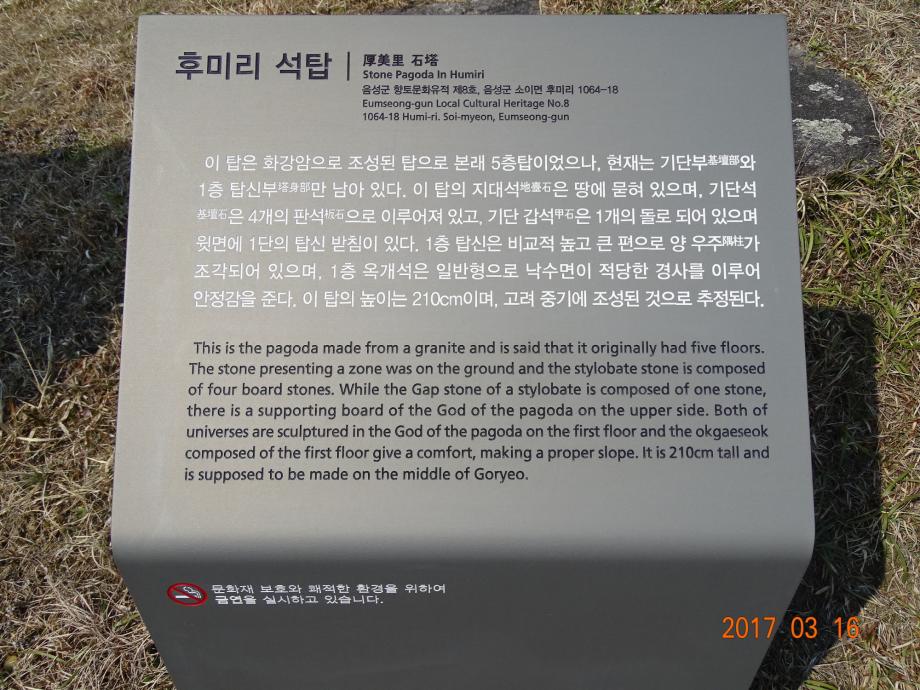 후미리 석탑
厚美里 石塔
Stone Pagoda In Humiri
음성군 향토문화유적 제8호, 음성군 소이면 후미리 1064-18
Eumseong-gun Local Cultural Heritage No.8
1064-18 Humi-ri. Soi-myeon, Eumseong-gun
이 탑은 화강암으로 조성된 탑으로 본래 5층탑이었으나, 현재는 기단부基壇部와
1층 탑신부塔身部만 남아 있다. 이 탑의 지대석地臺石은 땅에 묻혀 있으며, 기단석
基壇石은 4개의 판석板石으로 이루어져 있고, 기단 갑석甲石은 1개의 돌로 되어 있으며
윗면에 1단의 탑신 받침이 있다. 1층 탑신은 비교적 높고 큰 편으로 양 우주隅柱가
조각되어 있으며, 1층 옥개석은 일반형으로 낙수면이 적당한 경사를 이루어
안정감을 준다. 이 탑의 높이는 210cm이며, 고려 중기에 조성된 것으로 추정된다.
This is the pagoda made from a granite and is said that it originally had five floors.
The stone presenting a zone was on the ground and the stylobate stone is composed
of four board stones. While the Gap stone of a stylobate is composed of one stone,
there is a supporting board of the God of the pagoda on the upper side. Both of
universes are sculptured in the God of the pagoda on the first floor and the okgaeseok
composed of the first floor give a comfort, making a proper slope. It is 210cm tall and
is supposed to be made on the middle of Goryeo.
문화재 보호와 쾌적한 환경을 위하여
금연을 실시하고 있습니다.
2017 03 16